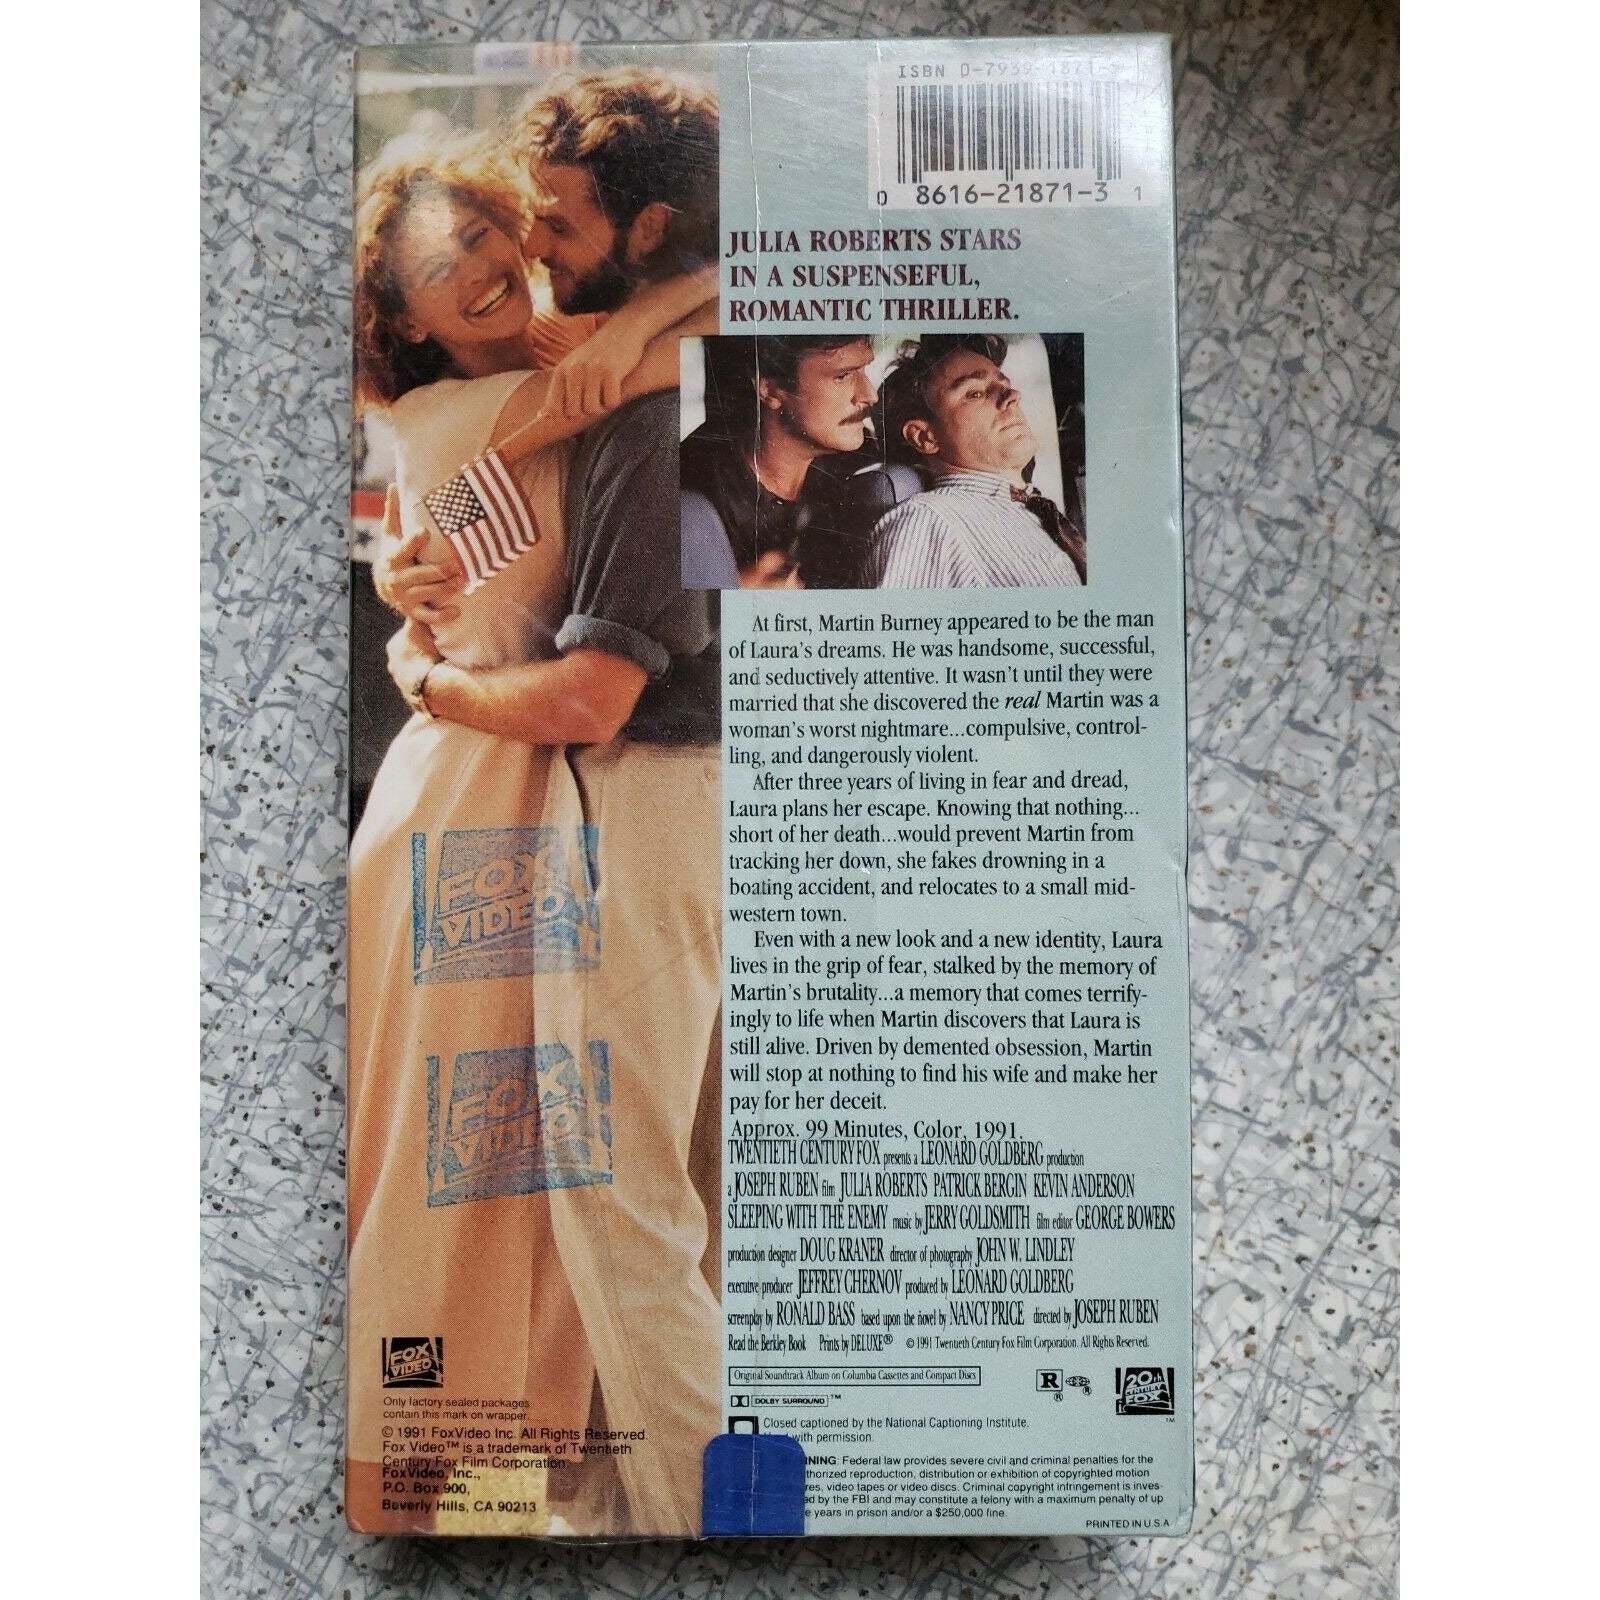 ISBN 0-7939-1871-
0 8616-21871-3 1
JULIA ROBERTS STARS
IN A SUSPENSEFUL,
ROMANTIC THRILLER.
At first, Martin Burney appeared to be the man
of Laura's dreams. He was handsome, successful,
and seductively attentive. It wasn't until they were
married that she discovered the real Martin was a
woman's worst nightmare...compulsive, control-
ling, and dangerously violent.
After three years of living in fear and dread,
Laura plans her escape. Knowing that nothing...
short of her death...would prevent Martin from
tracking her down, she fakes drowning in a
boating accident, and relocates to a small mid-
western town.
Even with a new look and a new identity, Laura
lives in the grip of fear, stalked by the memory of
Martin's brutality...a memory that comes terrify-
ingly to life when Martin discovers that Laura is
still alive. Driven by demented obsession, Martin
will stop at nothing to find his wife and make her
pay for her deceit.
Approx. 99 Minutes, Color, 1991.
TWENTIETH CENTURY FOX presents a LEONARD GOLDBERG production
a JOSEPH RUBEN film JULIA ROBERTS PATRICK BERGIN KEVIN ANDERSON
SLEEPING WITH THE ENEMY music by JERRY GOLDSMITH film editor GEORGE BOWERS
production designer DOUG KRANER director of photography JOHN W. LINDLEY
executive producer JEFFREY CHERNOV produced by LEONARD GOLDBERG
screenplay by RONALD BASS based upon the novel by NANCY PRICE directed by JOSEPH RUBEN
Read the Berkley Book Prints by DELUXE® © 1991 Twentieth Century Fox Film Corporation. All Rights Reserved.
Original Soundtrack Album on Columbia Cassettes and Compact Discs
DOLBY SURROUND™
R ®
20th CENTURY FOX ™
Closed captioned by the National Captioning Institute.
with permission.
NING: Federal law provides severe civil and criminal penalties for the
thorized reproduction, distribution or exhibition of copyrighted motion
res, video tapes or video discs. Criminal copyright infringement is inves-
ed by the FBI and may constitute a felony with a maximum penalty of up
e years in prison and/or a $250,000 fine.
PRINTED IN U.S.A.
FOX
VIDEO
FOX
VIDEO
FOX
VIDEO
Only factory sealed packages
contain this mark on wrapper.
© 1991 FoxVideo Inc. All Rights Reserved.
Fox Video™ is a trademark of Twentieth
Century Fox Film Corporation.
FoxVideo, Inc.,
P.O. Box 900,
Beverly Hills, CA 90213